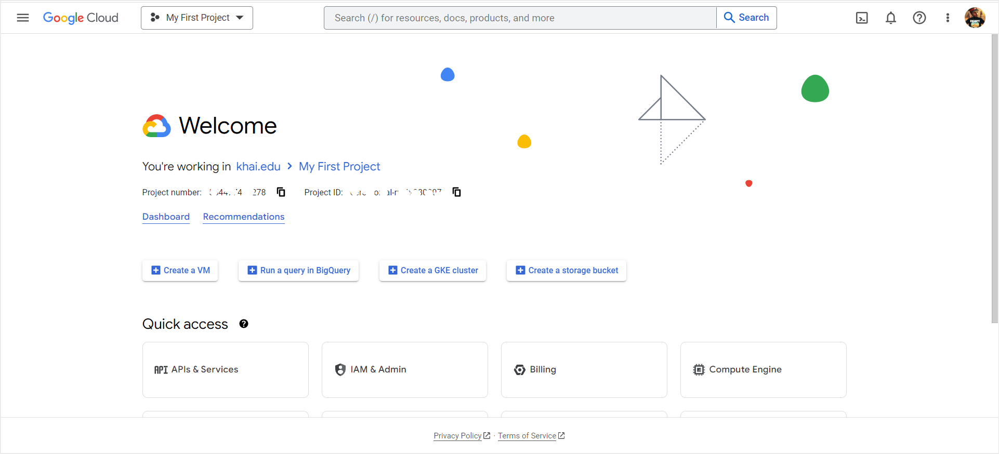 Google Cloud
My First Project
Search (/) for resources, docs, products, and more
Search
Welcome
You're working in khai.edu > My First Project
Project number: 278 Project ID:
Dashboard Recommendations
Create a VM
Run a query in BigQuery
Create a GKE cluster
Create a storage bucket
Quick access
API APIs & Services
IAM & Admin
Billing
Compute Engine
Privacy Policy · Terms of Service